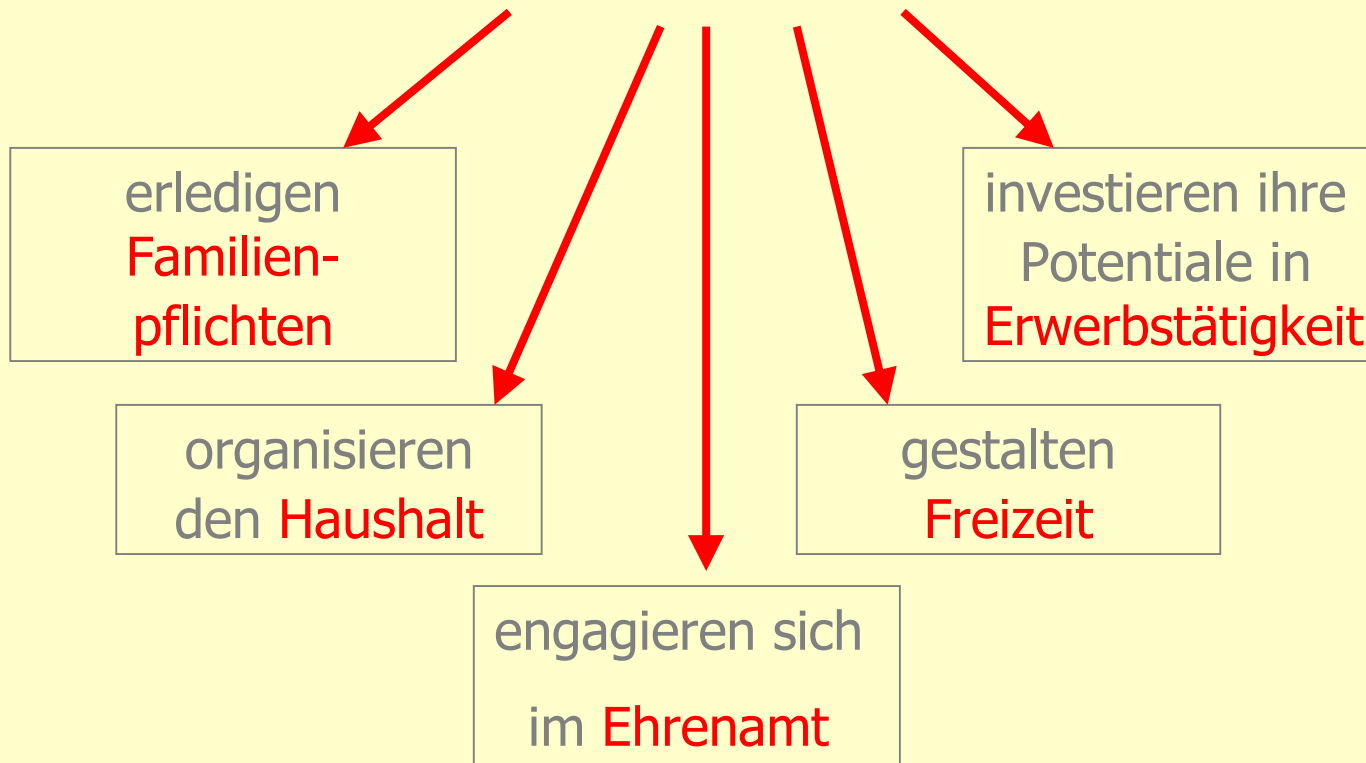 erledigen
Familien-
pflichten
investieren ihre
Potentiale in
Erwerbstätigkeit
organisieren
den Haushalt
gestalten
Freizeit
engagieren sich
im Ehrenamt